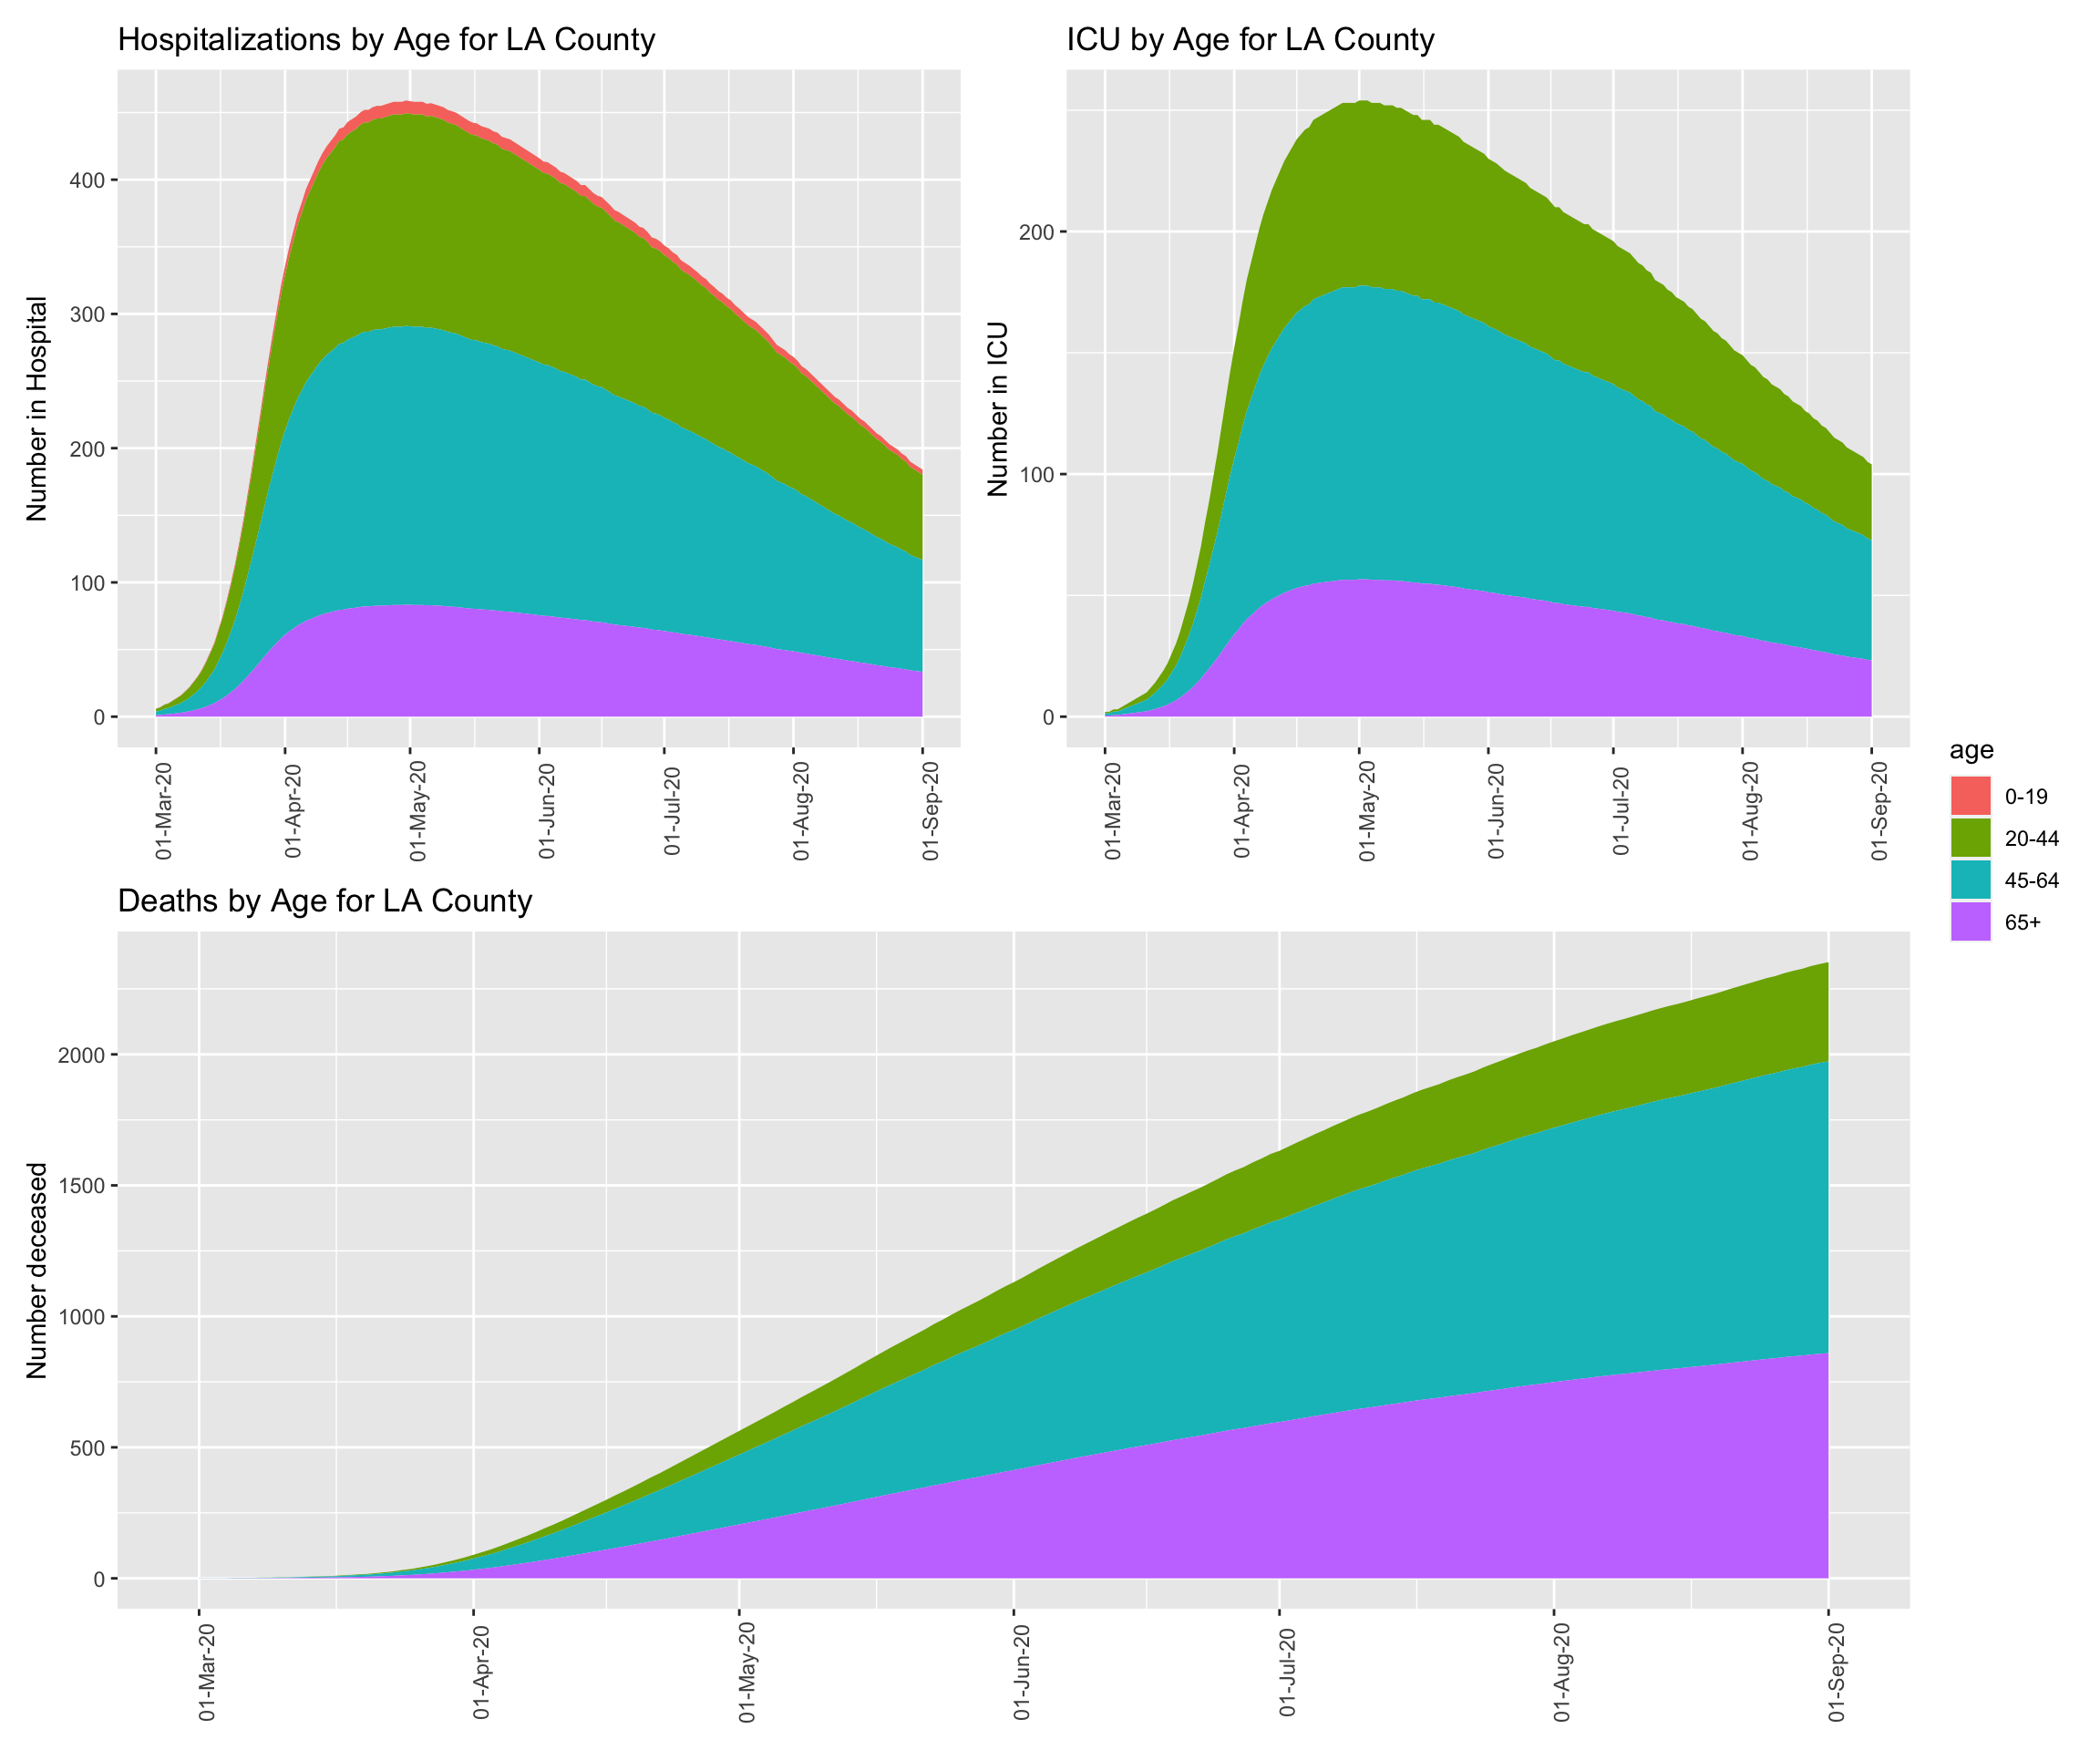 Hospitalizations by Age for LA County
Number in Hospital
400
300
200
100
0
01-Mar-20
01-Apr-20
01-May-20
01-Jun-20
01-Jul-20
01-Aug-20
01-Sep-20
ICU by Age for LA County
Number in ICU
200
100
0
01-Mar-20
01-Apr-20
01-May-20
01-Jun-20
01-Jul-20
01-Aug-20
01-Sep-20
age
0-19
20-44
45-64
65+
Deaths by Age for LA County
Number deceased
2000
1500
1000
500
0
01-Mar-20
01-Apr-20
01-May-20
01-Jun-20
01-Jul-20
01-Aug-20
01-Sep-20